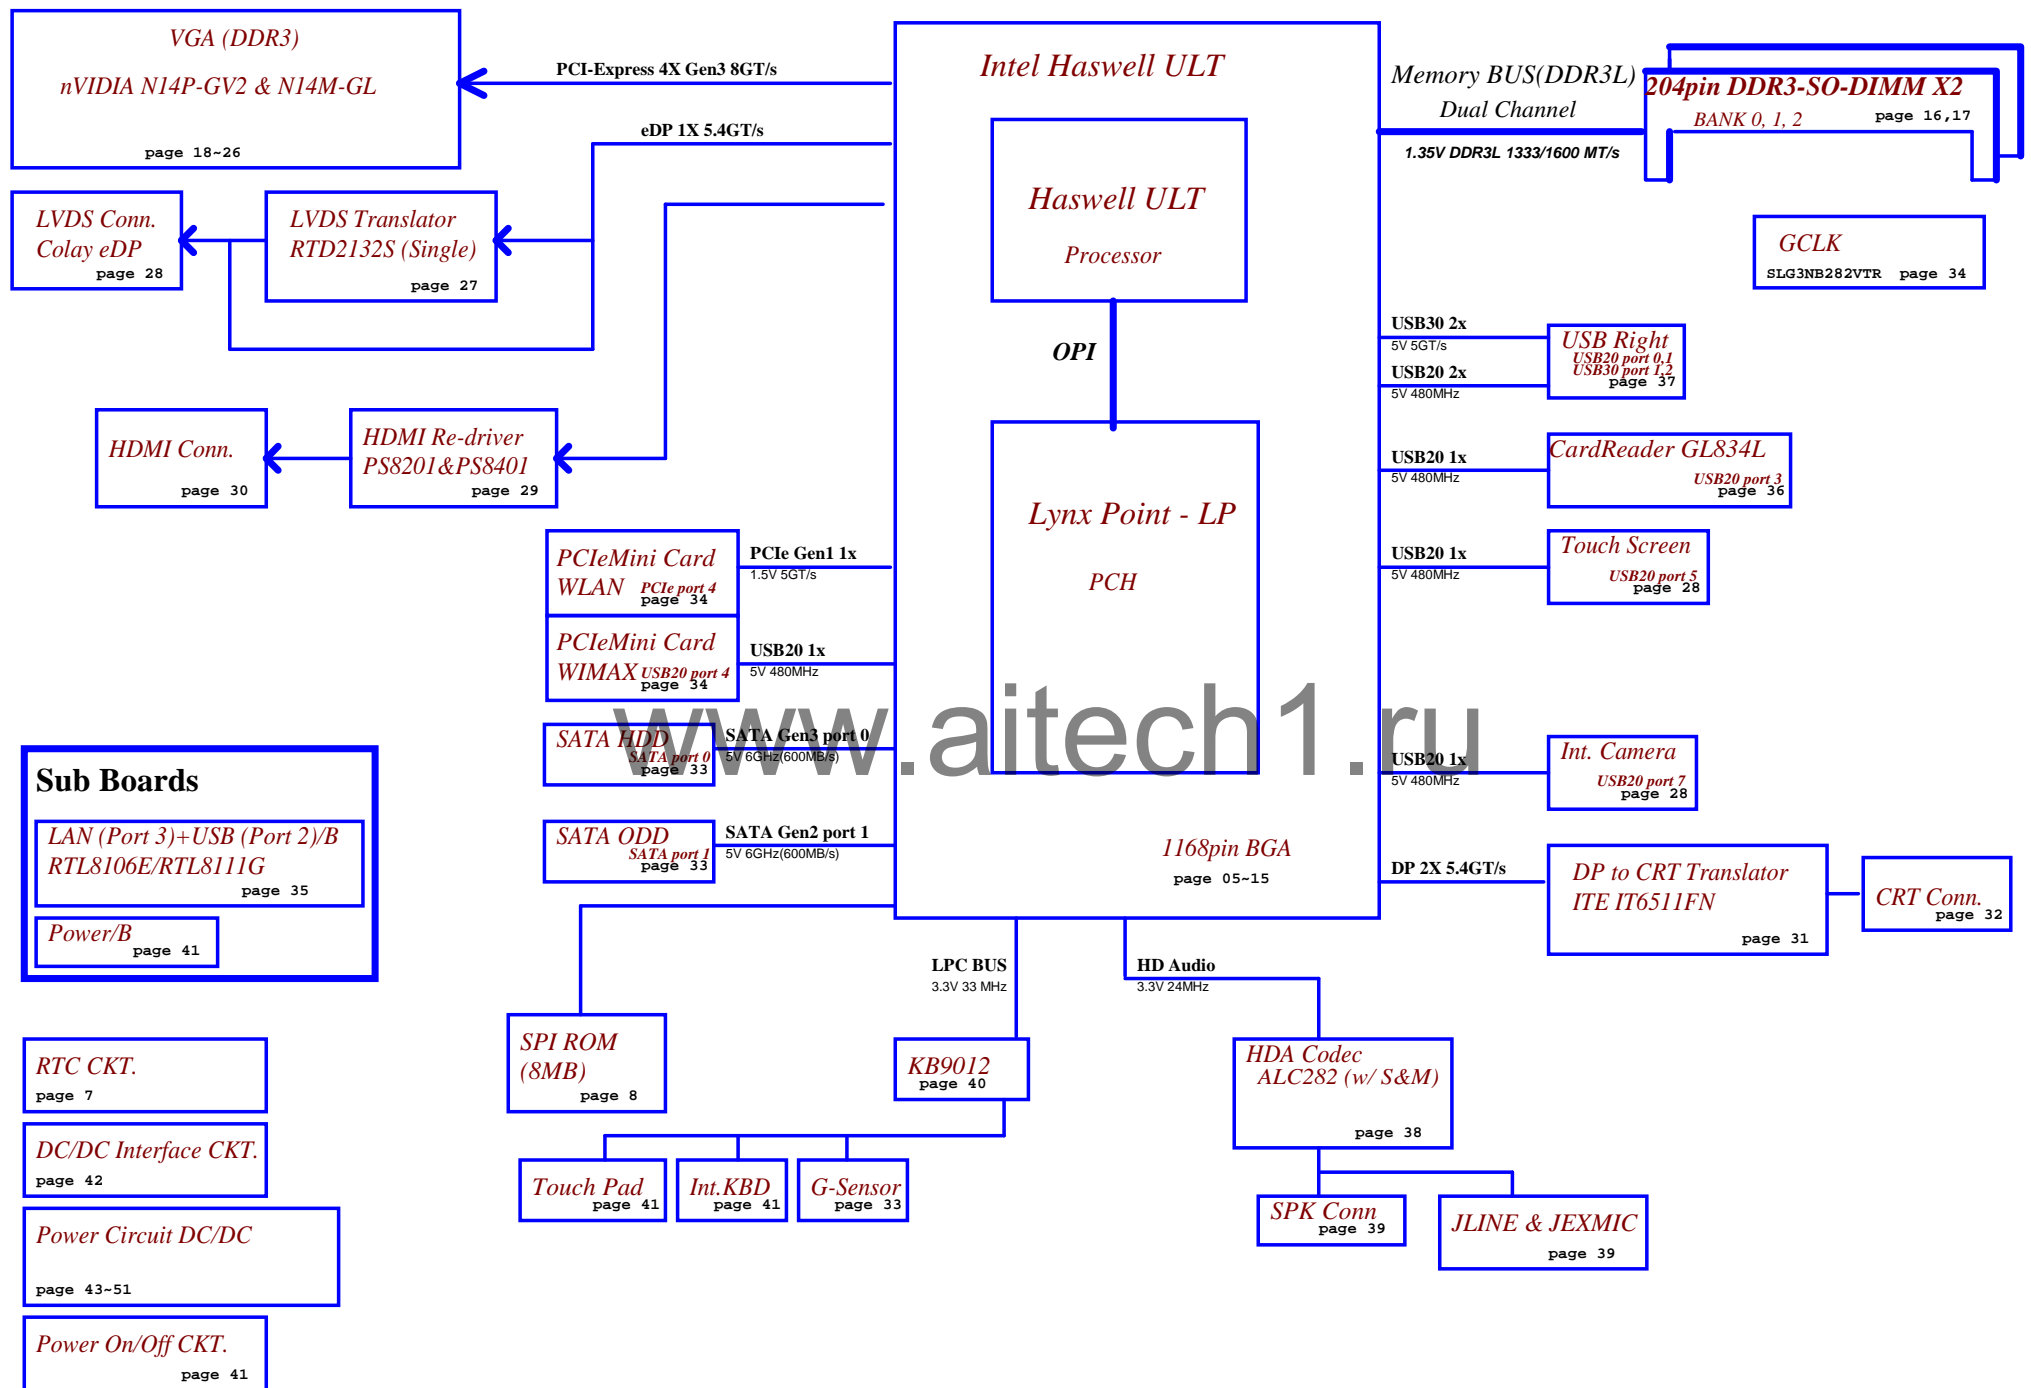 VGA (DDR3)
nVIDIA N14P-GV2 & N14M-GL
page 18~26
PCI-Express 4X Gen3 8GT/s
eDP 1X 5.4GT/s
LVDS Conn.
Colay eDP
page 28
LVDS Translator
RTD2132S (Single)
page 27
HDMI Conn.
page 30
HDMI Re-driver
PS8201&PS8401
page 29
PCIeMini Card
WLAN PCIe port 4
page 34
PCIe Gen1 1x
1.5V 5GT/s
PCIeMini Card
WIMAX USB20 port 4
page 34
USB20 1x
5V 480MHz
SATA HDD
SATA port 0
page 33
SATA Gen3 port 0
5V 6GHz(600MB/s)
SATA ODD
SATA port 1
page 33
SATA Gen2 port 1
5V 6GHz(600MB/s)
Intel Haswell ULT
Haswell ULT
Processor
OPI
Lynx Point - LP
PCH
1168pin BGA
page 05~15
Memory BUS(DDR3L)
Dual Channel
1.35V DDR3L 1333/1600 MT/s
204pin DDR3-SO-DIMM X2
BANK 0, 1, 2
page 16,17
GCLK
SLG3NB282VTR page 34
USB30 2x
5V 5GT/s
USB20 2x
5V 480MHz
USB Right
USB20 port 0,1
USB30 port 1,2
page 37
USB20 1x
5V 480MHz
CardReader GL834L
USB20 port 3
page 36
USB20 1x
5V 480MHz
Touch Screen
USB20 port 5
page 28
USB20 1x
5V 480MHz
Int. Camera
USB20 port 7
page 28
DP 2X 5.4GT/s
DP to CRT Translator
ITE IT6511FN
page 31
CRT Conn.
page 32
www.aitech1.ru
Sub Boards
LAN (Port 3)+USB (Port 2)/B
RTL8106E/RTL8111G
page 35
Power/B
page 41
LPC BUS
3.3V 33 MHz
HD Audio
3.3V 24MHz
SPI ROM
(8MB)
page 8
KB9012
page 40
HDA Codec
ALC282 (w/ S&M)
page 38
Touch Pad
page 41
Int.KBD
page 41
G-Sensor
page 33
SPK Conn
page 39
JLINE & JEXMIC
page 39
RTC CKT.
page 7
DC/DC Interface CKT.
page 42
Power Circuit DC/DC
page 43~51
Power On/Off CKT.
page 41